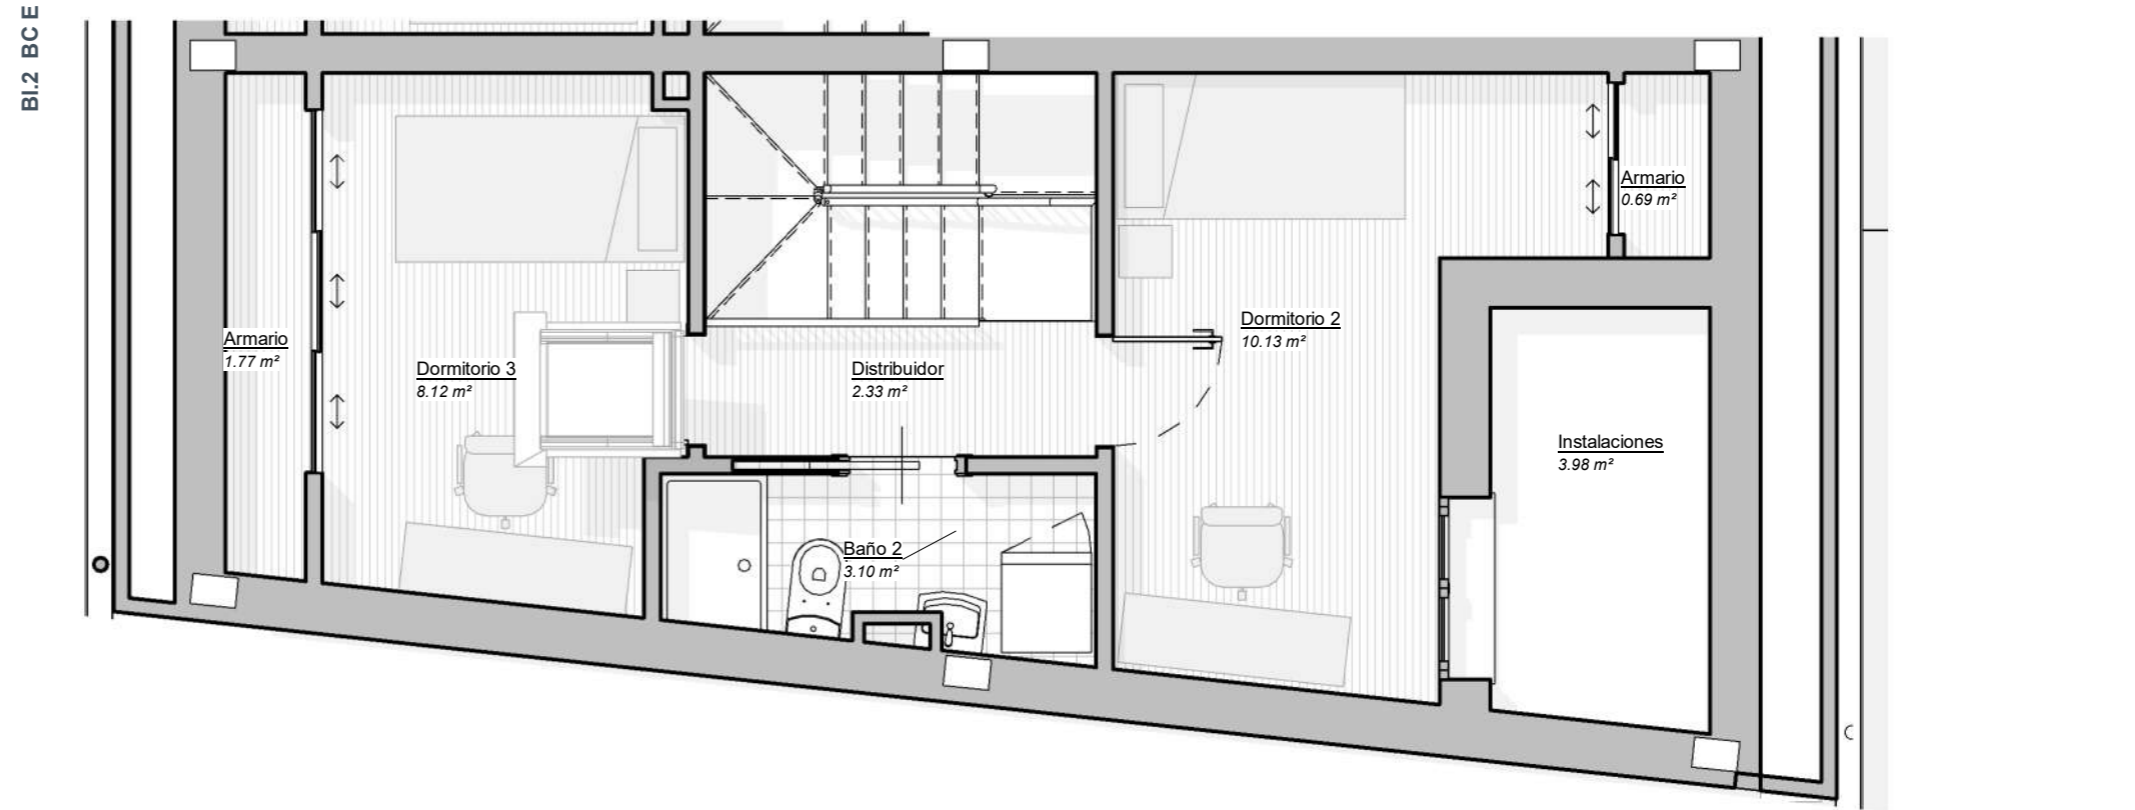 BI.2 BC E
Armario
0.69 m²
Dormitorio 2
10.13 m²
Armario
1.77 m²
Dormitorio 3
8.12 m²
Distribuidor
2.33 m²
Instalaciones
3.98 m²
Baño 2
3.10 m²